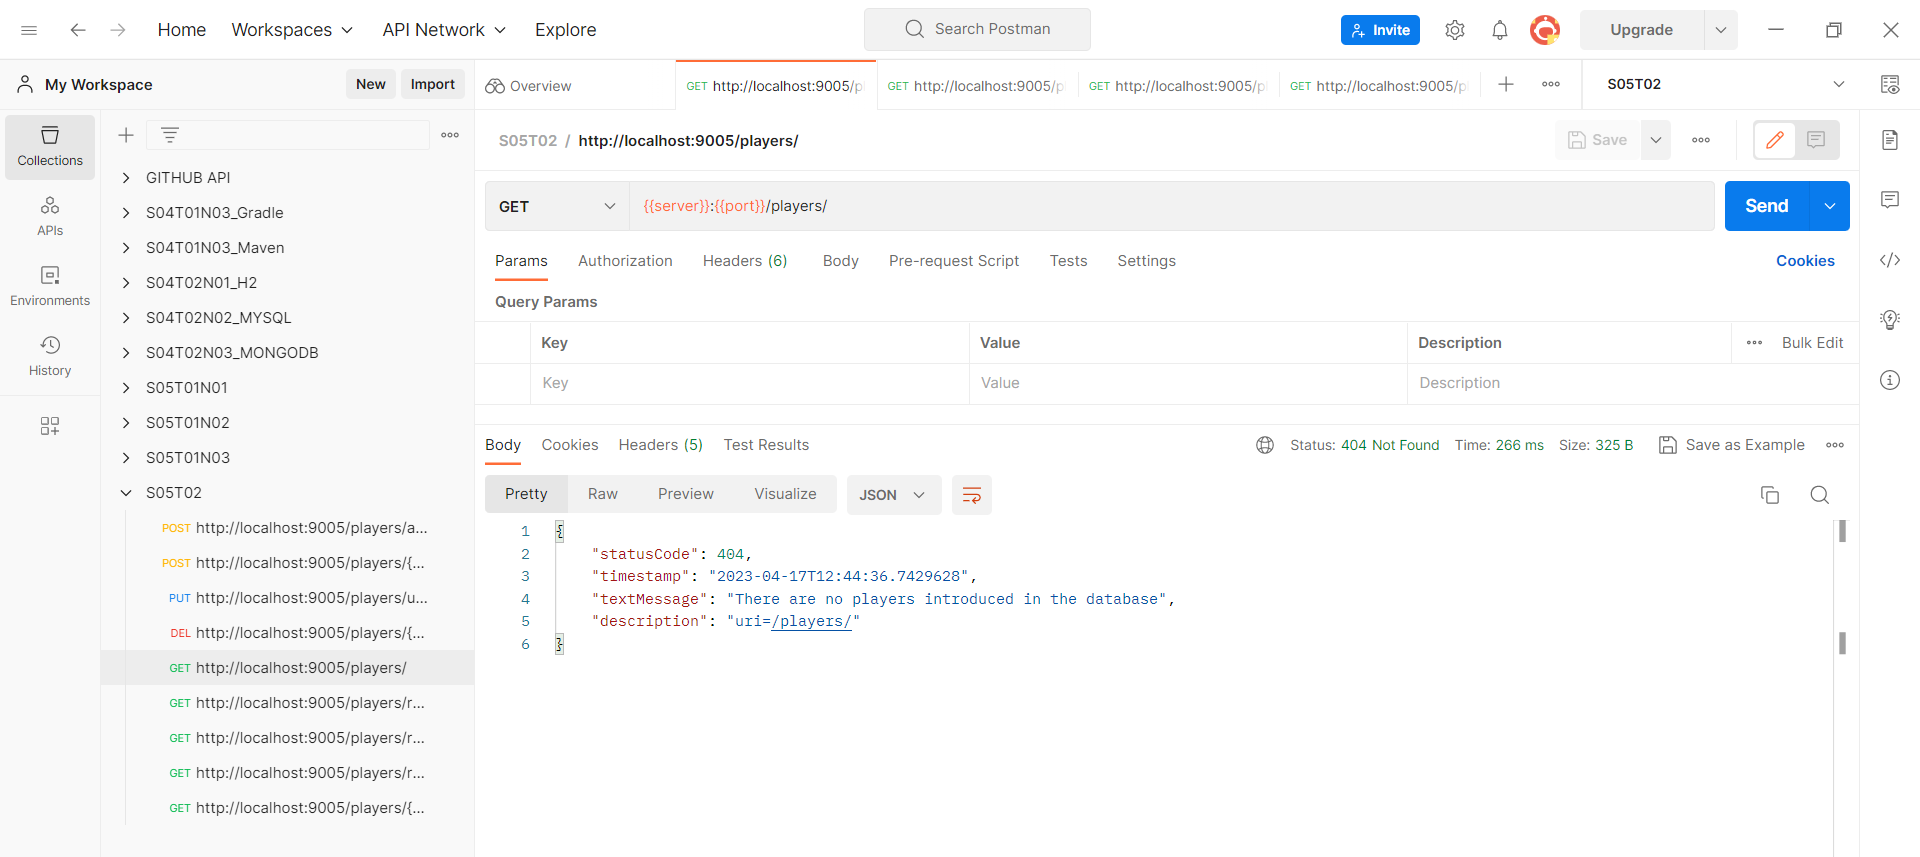 Home Workspaces API Network Explore Search Postman Invite Upgrade
My Workspace New Import Overview GET http://localhost:9005/p GET http://localhost:9005/p GET http://localhost:9005/p GET http://localhost:9005/p S05T02
Collections
APIs
Environments
History
GITHUB API
S04T01N03_Gradle
S04T01N03_Maven
S04T02N01_H2
S04T02N02_MYSQL
S04T02N03_MONGODB
S05T01N01
S05T01N02
S05T01N03
S05T02
POST http://localhost:9005/players/a...
POST http://localhost:9005/players/{...
PUT http://localhost:9005/players/u...
DEL http://localhost:9005/players/{...
GET http://localhost:9005/players/
GET http://localhost:9005/players/r...
GET http://localhost:9005/players/r...
GET http://localhost:9005/players/r...
GET http://localhost:9005/players/{...
S05T02 / http://localhost:9005/players/ Save
GET {{server}}:{{port}}/players/ Send
Params Authorization Headers (6) Body Pre-request Script Tests Settings Cookies
Query Params
Key Value Description Bulk Edit
Key Value Description
Body Cookies Headers (5) Test Results Status: 404 Not Found Time: 266 ms Size: 325 B Save as Example
Pretty Raw Preview Visualize JSON
1 {
2 "statusCode": 404,
3 "timestamp": "2023-04-17T12:44:36.7429628",
4 "textMessage": "There are no players introduced in the database",
5 "description": "uri=/players/"
6 }